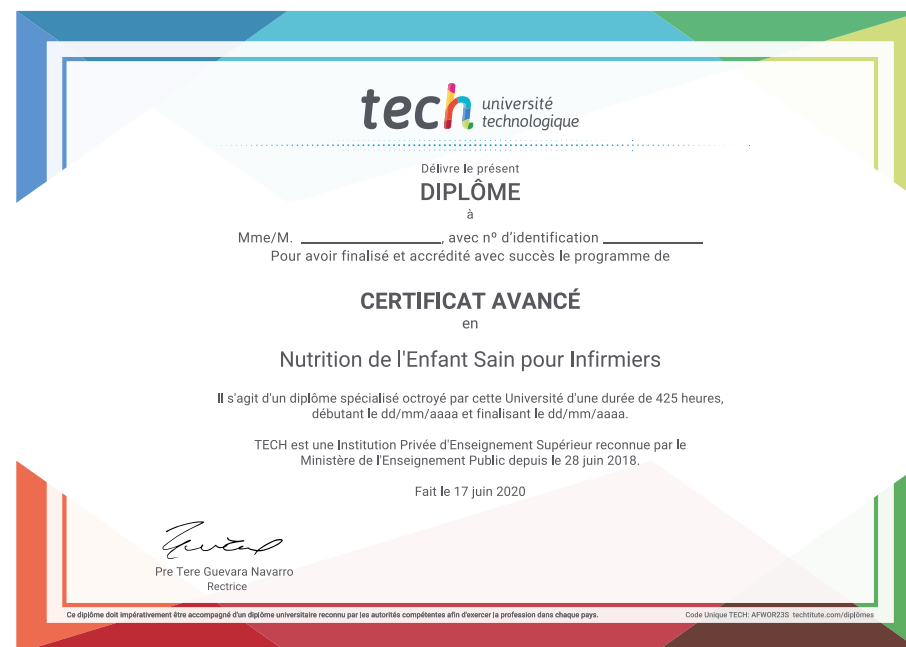 tech université
technologique
Délivre le présent
DIPLÔME
à
Mme/M. ____________________, avec nº d'identification ______________
Pour avoir finalisé et accrédité avec succès le programme de
CERTIFICAT AVANCÉ
en
Nutrition de l'Enfant Sain pour Infirmiers
Il s'agit d'un diplôme spécialisé octroyé par cette Université d'une durée de 425 heures,
débutant le dd/mm/aaaa et finalisant le dd/mm/aaaa.
TECH est une Institution Privée d'Enseignement Supérieur reconnue par le
Ministère de l'Enseignement Public depuis le 28 juin 2018.
Fait le 17 juin 2020
Pre Tere Guevara Navarro
Rectrice
Ce diplôme doit impérativement être accompagné d'un diplôme universitaire reconnu par les autorités compétentes afin d'exercer la profession dans chaque pays.
Code Unique TECH: AFWOR23S techtitute.com/diplômes